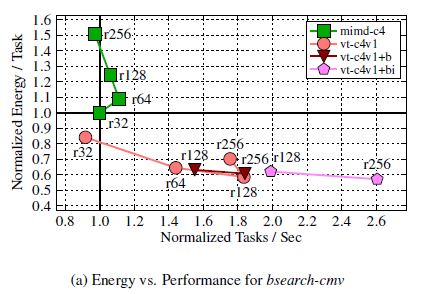 1.6
1.5
1.4
1.3
1.2
1.1
1.0
0.9
0.8
0.7
0.6
0.5
0.4
Normalized Energy / Task
r256
r128
r64
r32
mimd-c4
vt-c4v1
vt-c4v1+b
vt-c4v1+bi
r32
r64
r128
r256
r128
r256
r128
r256
0.8 1.0 1.2 1.4 1.6 1.8 2.0 2.2 2.4 2.6
Normalized Tasks / Sec
(a) Energy vs. Performance for bsearch-cmv